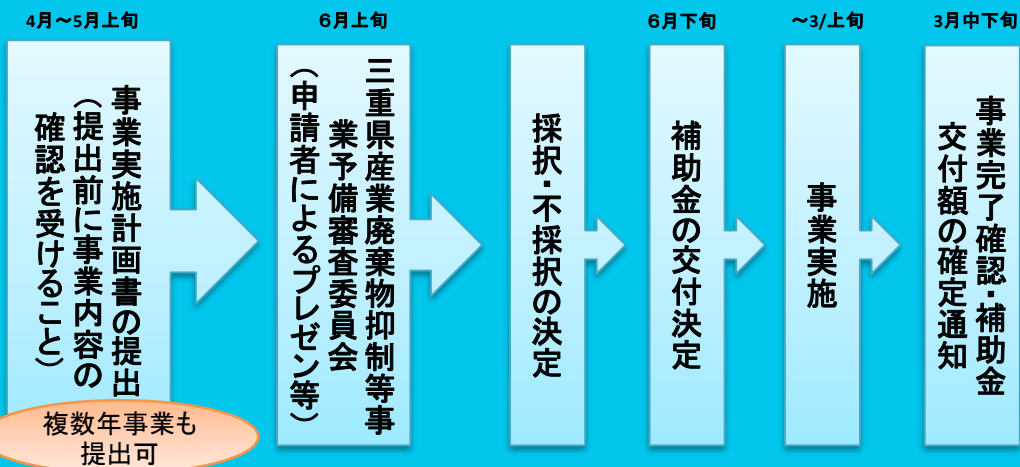 4月～5月上旬
事業実施計画書の提出
（提出前に事業内容の
確認を受けること）
複数年事業も
提出可
６月上旬
三重県産業廃棄物抑制等事
業予備審査委員会
（申請者によるプレゼン等）
採択・不採択の決定
６月下旬
補助金の交付決定
～3/上旬
事業実施
3月中下旬
事業完了確認・補助金
交付額の確定通知